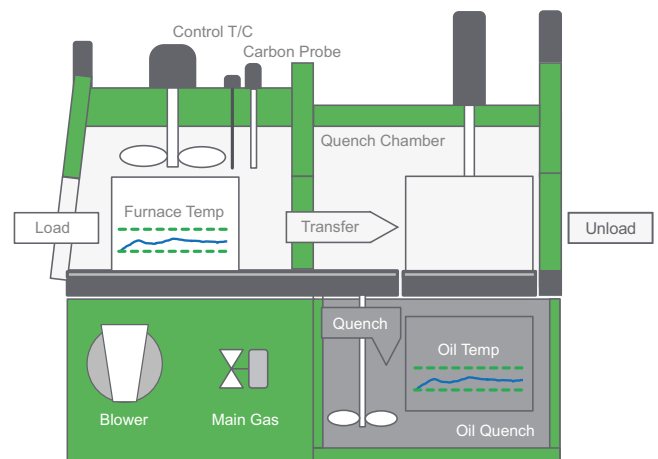 Control T/C
Carbon Probe
Quench Chamber
Load
Furnace Temp
Transfer
Unload
Quench
Oil Temp
Blower
Main Gas
Oil Quench